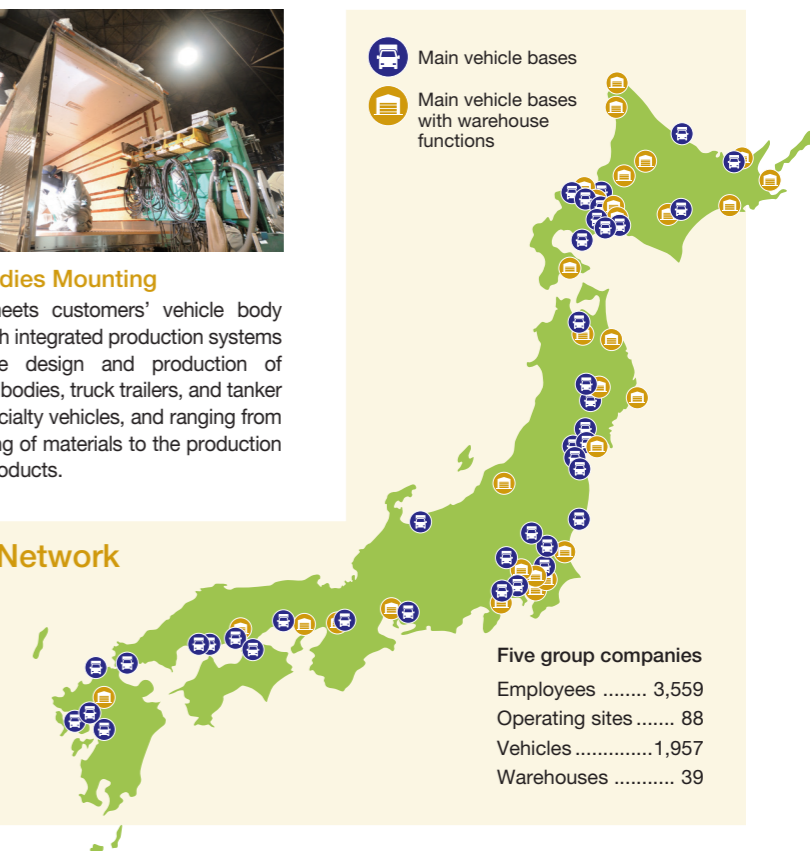 dies Mounting
eets customers’ vehicle body
h integrated production systems
e design and production of
bodies, truck trailers, and tanker
cialty vehicles, and ranging from
g of materials to the production
oducts.
Network
Main vehicle bases
Main vehicle bases
with warehouse
functions
Five group companies
Employees ........ 3,559
Operating sites ....... 88
Vehicles ..............1,957
Warehouses ........... 39